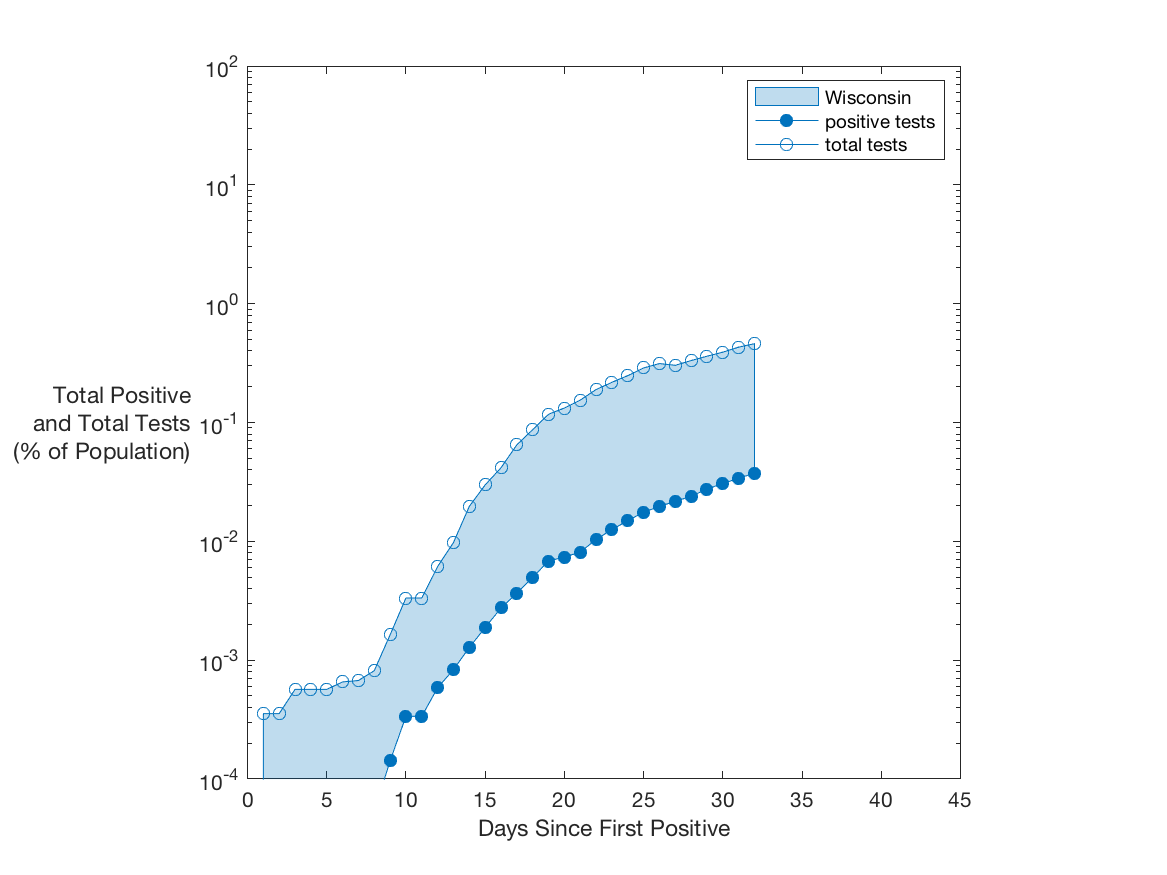 10^2
10^1
10^0
10^-1
10^-2
10^-3
10^-4
Total Positive
and Total Tests
(% of Population)
Wisconsin
positive tests
total tests
0 5 10 15 20 25 30 35 40 45
Days Since First Positive